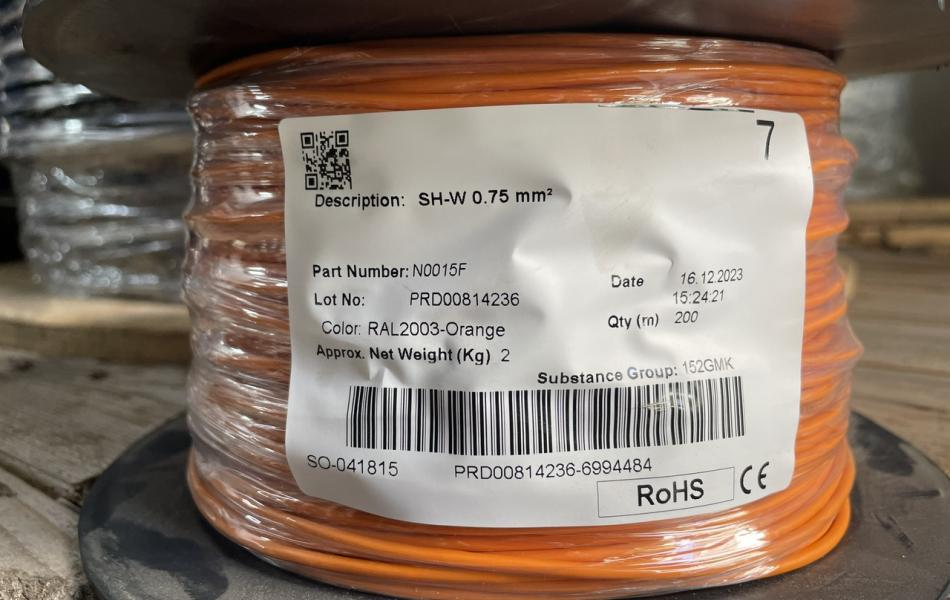 7
Description: SH-W 0.75 mm²
Part Number: N0015F
Date 16.12.2023
15:24:21
Lot No: PRD00814236
Qty (m) 200
Color: RAL2003-Orange
Approx. Net Weight (Kg) 2
Substance Group: 152GMK
SO-041815 PRD00814236-6994484
RoHS CE